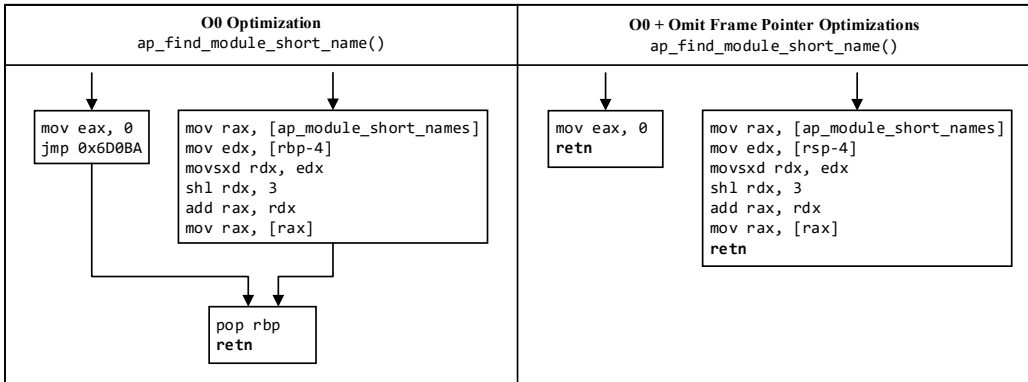 O0 Optimization
ap_find_module_short_name()
mov eax, 0
jmp 0x6D0BA
mov rax, [ap_module_short_names]
mov edx, [rbp-4]
movsxd rdx, edx
shl rdx, 3
add rax, rdx
mov rax, [rax]
pop rbp
retn
O0 + Omit Frame Pointer Optimizations
ap_find_module_short_name()
mov eax, 0
retn
mov rax, [ap_module_short_names]
mov edx, [rsp-4]
movsxd rdx, edx
shl rdx, 3
add rax, rdx
mov rax, [rax]
retn